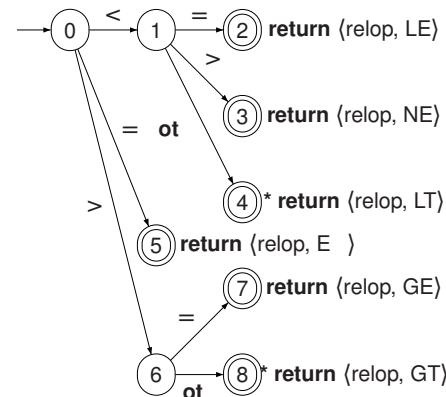 0 < 1 = 2 return ⟨relop, LE⟩
>
3 return ⟨relop, NE⟩
= ot
4 * return ⟨relop, LT⟩
>
5 return ⟨relop, E ⟩
7 return ⟨relop, GE⟩
=
6 8 * return ⟨relop, GT⟩
ot